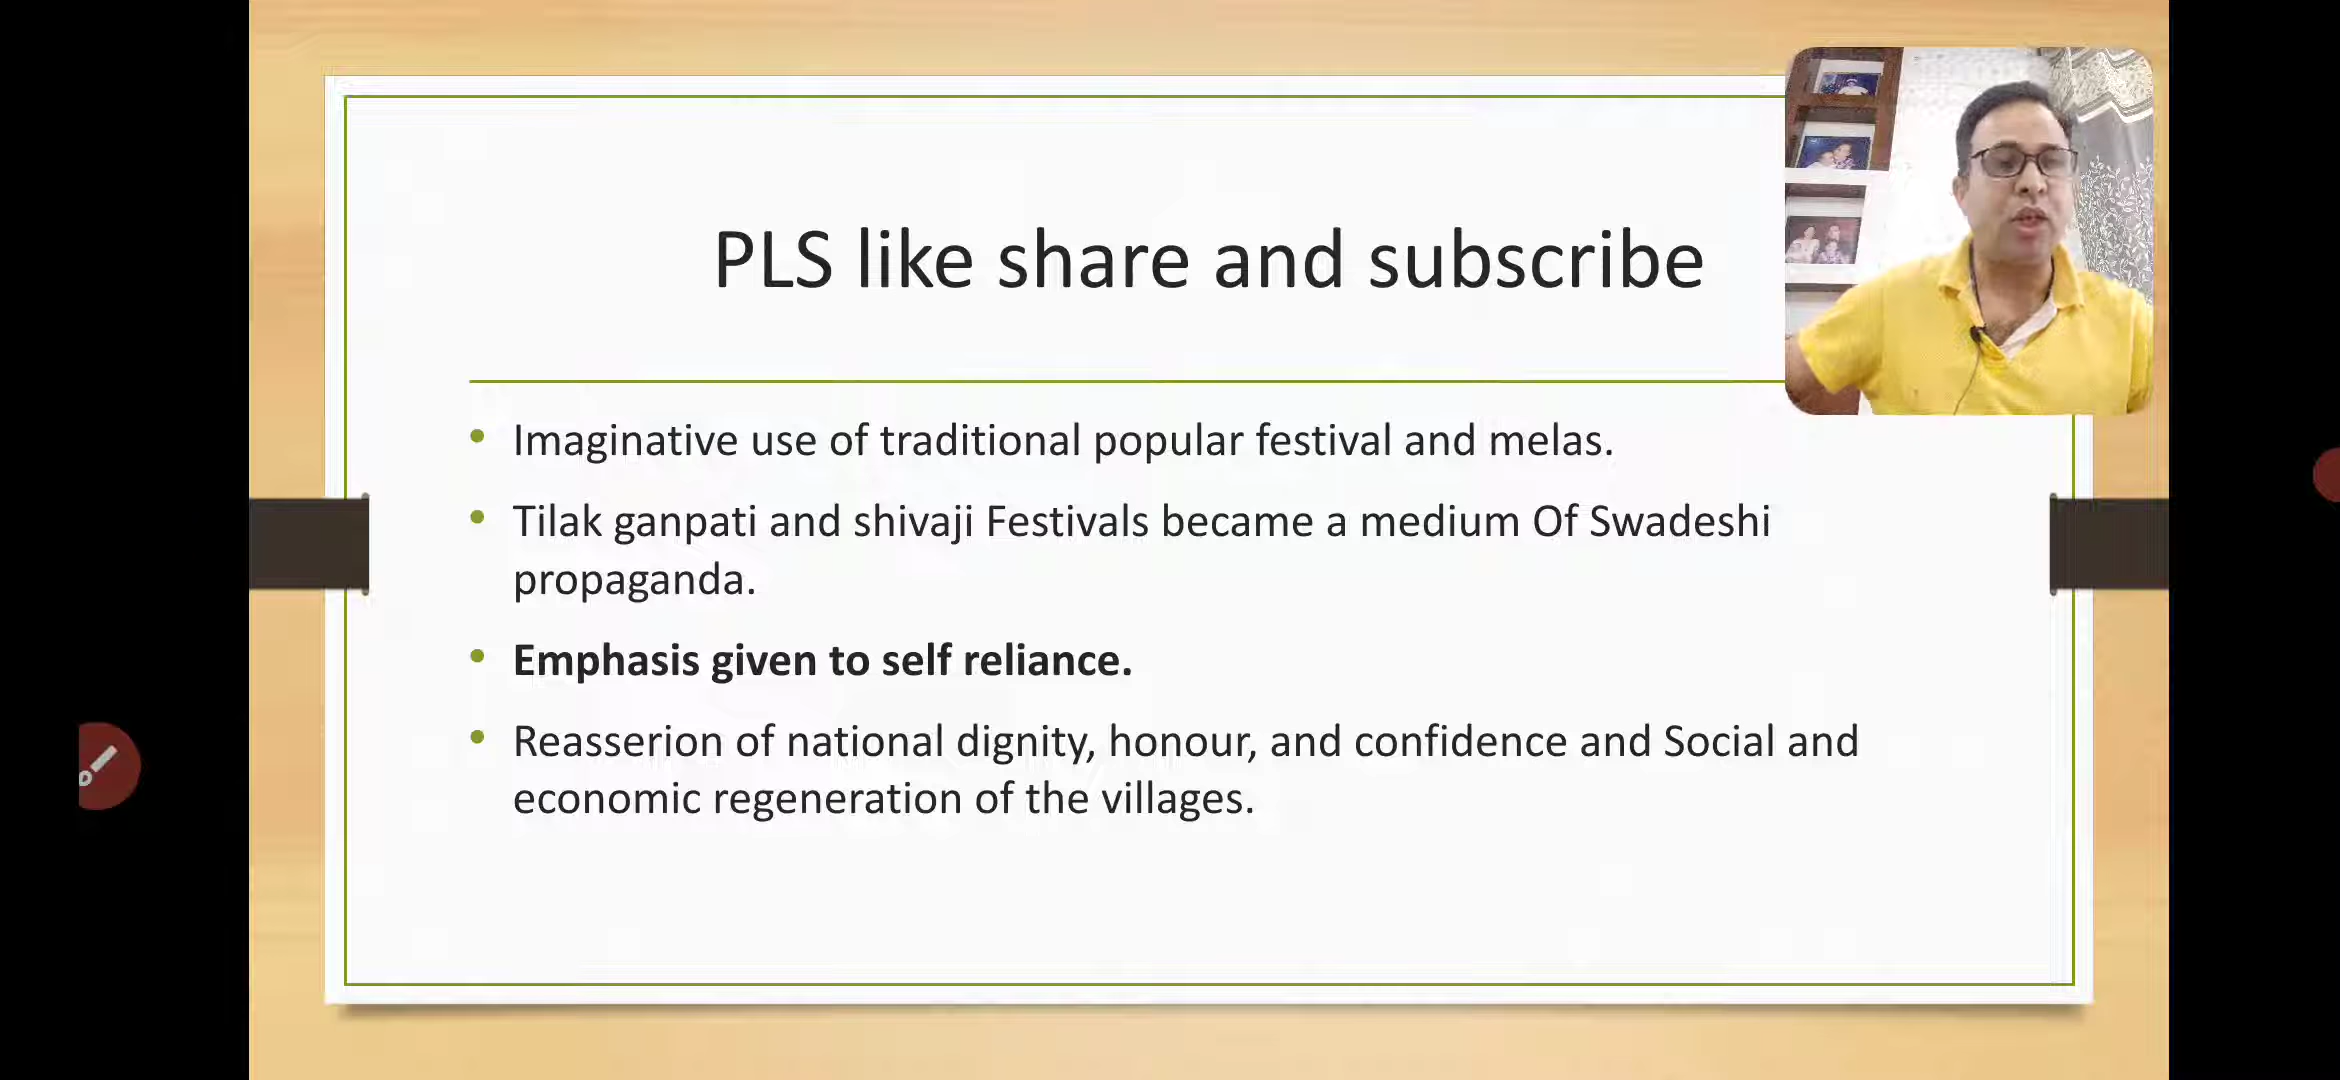 PLS like share and subscribe
• Imaginative use of traditional popular festival and melas.
• Tilak ganpati and shivaji Festivals became a medium Of Swadeshi
propaganda.
• Emphasis given to self reliance.
• Reasserion of national dignity, honour, and confidence and Social and
economic regeneration of the villages.